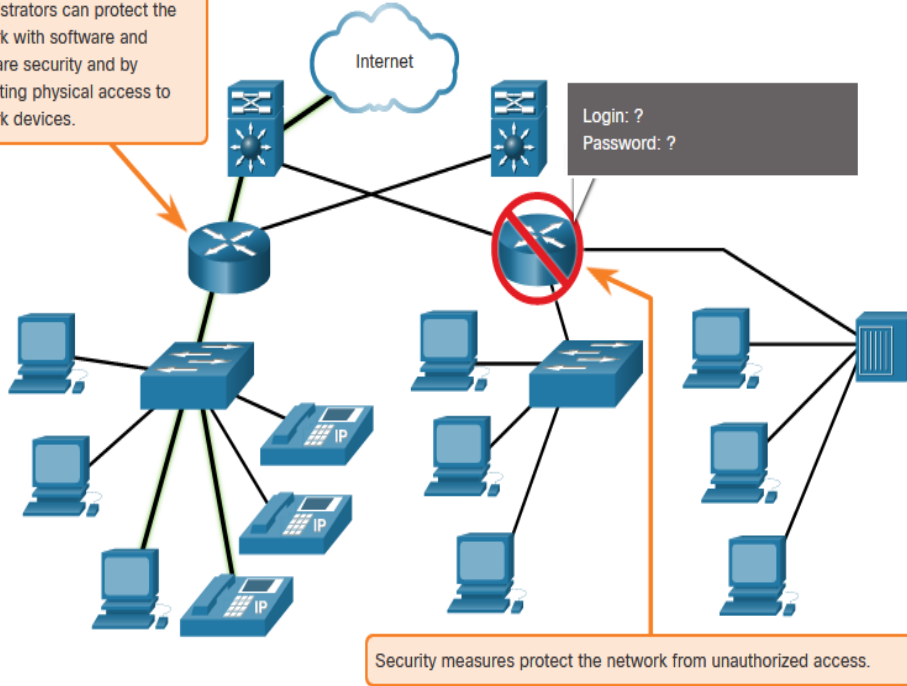 strators can protect the
k with software and
are security and by
ting physical access to
k devices.
Internet
Login: ?
Password: ?
IP
IP
IP
Security measures protect the network from unauthorized access.